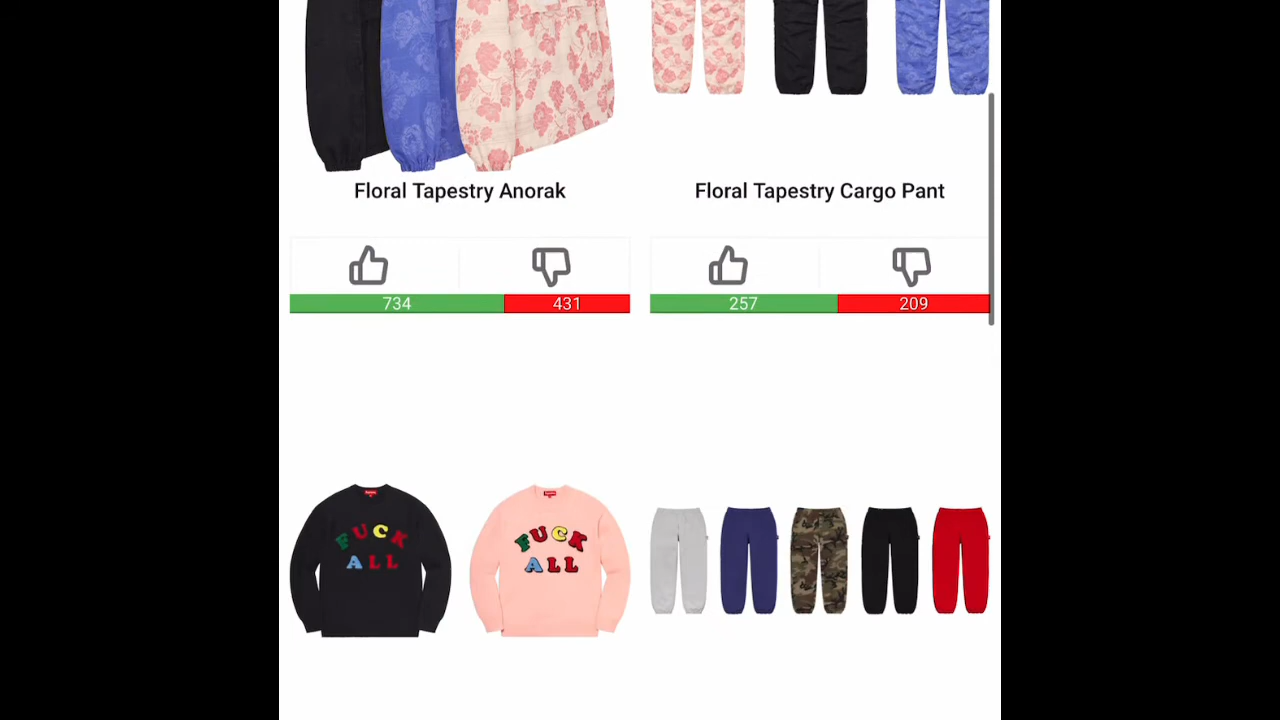 Floral Tapestry Anorak
Floral Tapestry Cargo Pant
734
431
257
209
FUCK
ALL
FUCK
ALL